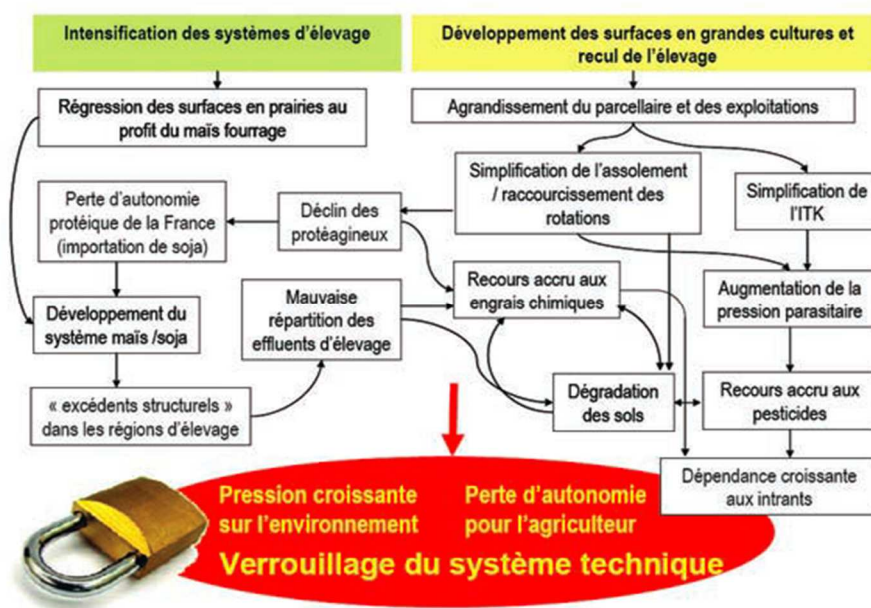 Intensification des systèmes d'élevage
Développement des surfaces en grandes cultures et
recul de l'élevage
Régression des surfaces en prairies au
profit du maïs fourrage
Agrandissement du parcellaire et des exploitations
Simplification de l'assolement
/ raccourcissement des
rotations
Simplification de
l'ITK
Perte d'autonomie
protéique de la France
(importation de soja)
Déclin des
protéagineux
Recours accru aux
engrais chimiques
Augmentation de la
pression parasitaire
Développement du
système maïs /soja
Mauvaise
répartition des
effluents d'élevage
Dégradation
des sols
Recours accru aux
pesticides
« excédents structurels »
dans les régions d'élevage
Dépendance croissante
aux intrants
Pression croissante
sur l'environnement
Perte d'autonomie
pour l'agriculteur
Verrouillage du système technique